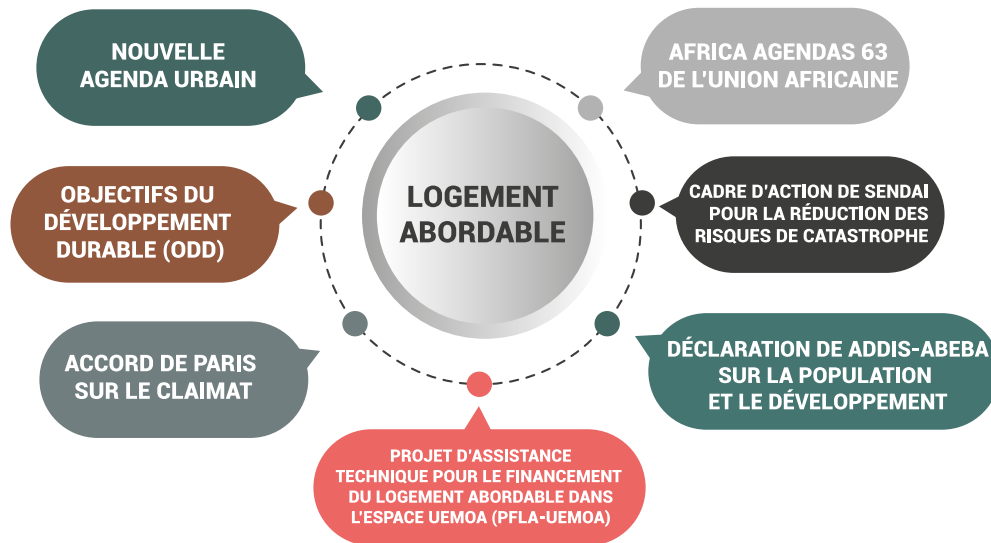 NOUVELLE
AGENDA URBAIN
AFRICA AGENDAS 63
DE L'UNION AFRICAINE
OBJECTIFS DU
DÉVELOPPEMENT
DURABLE (ODD)
LOGEMENT
ABORDABLE
CADRE D'ACTION DE SENDAI
POUR LA RÉDUCTION DES
RISQUES DE CATASTROPHE
ACCORD DE PARIS
SUR LE CLAIMAT
DÉCLARATION DE ADDIS-ABEBA
SUR LA POPULATION
ET LE DÉVELOPPEMENT
PROJET D'ASSISTANCE
TECHNIQUE POUR LE FINANCEMENT
DU LOGEMENT ABORDABLE DANS
L'ESPACE UEMOA (PFLA-UEMOA)